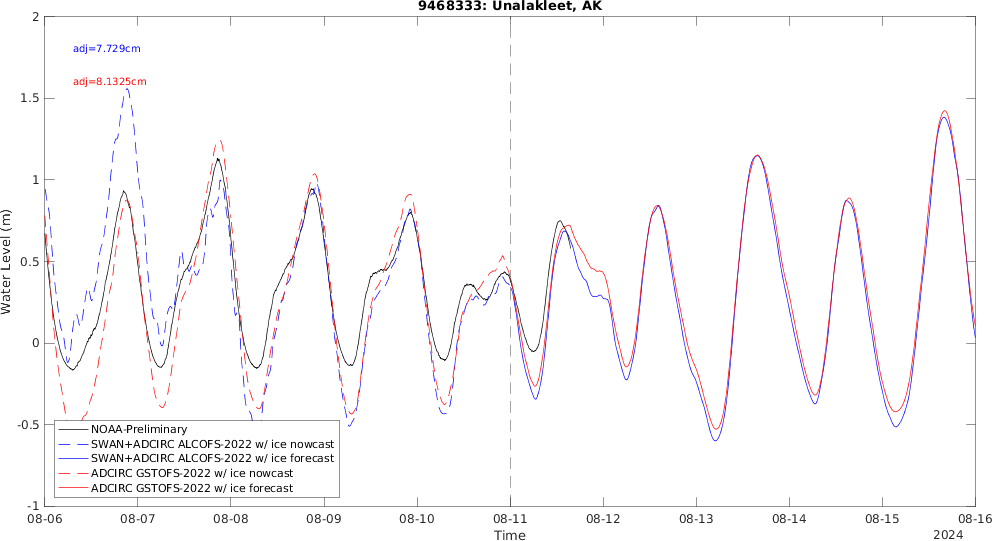 9468333: Unalakleet, AK
adj=7.729cm
adj=8.1325cm
2
1.5
1
0.5
0
-0.5
-1
Water Level (m)
NOAA-Preliminary
SWAN+ADCIRC ALCOFS-2022 w/ ice nowcast
SWAN+ADCIRC ALCOFS-2022 w/ ice forecast
ADCIRC GSTOFS-2022 w/ ice nowcast
ADCIRC GSTOFS-2022 w/ ice forecast
08-06 08-07 08-08 08-09 08-10 08-11 08-12 08-13 08-14 08-15 08-16
Time
2024